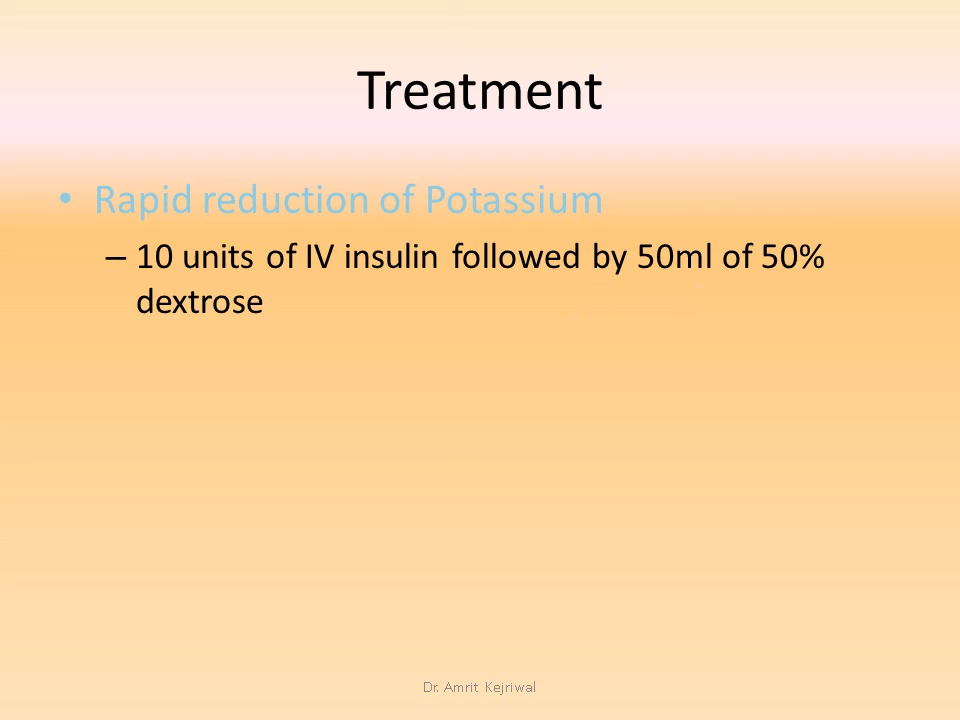 Treatment
• Rapid reduction of Potassium
– 10 units of IV insulin followed by 50ml of 50%
dextrose
Dr. Amrit Kejriwal